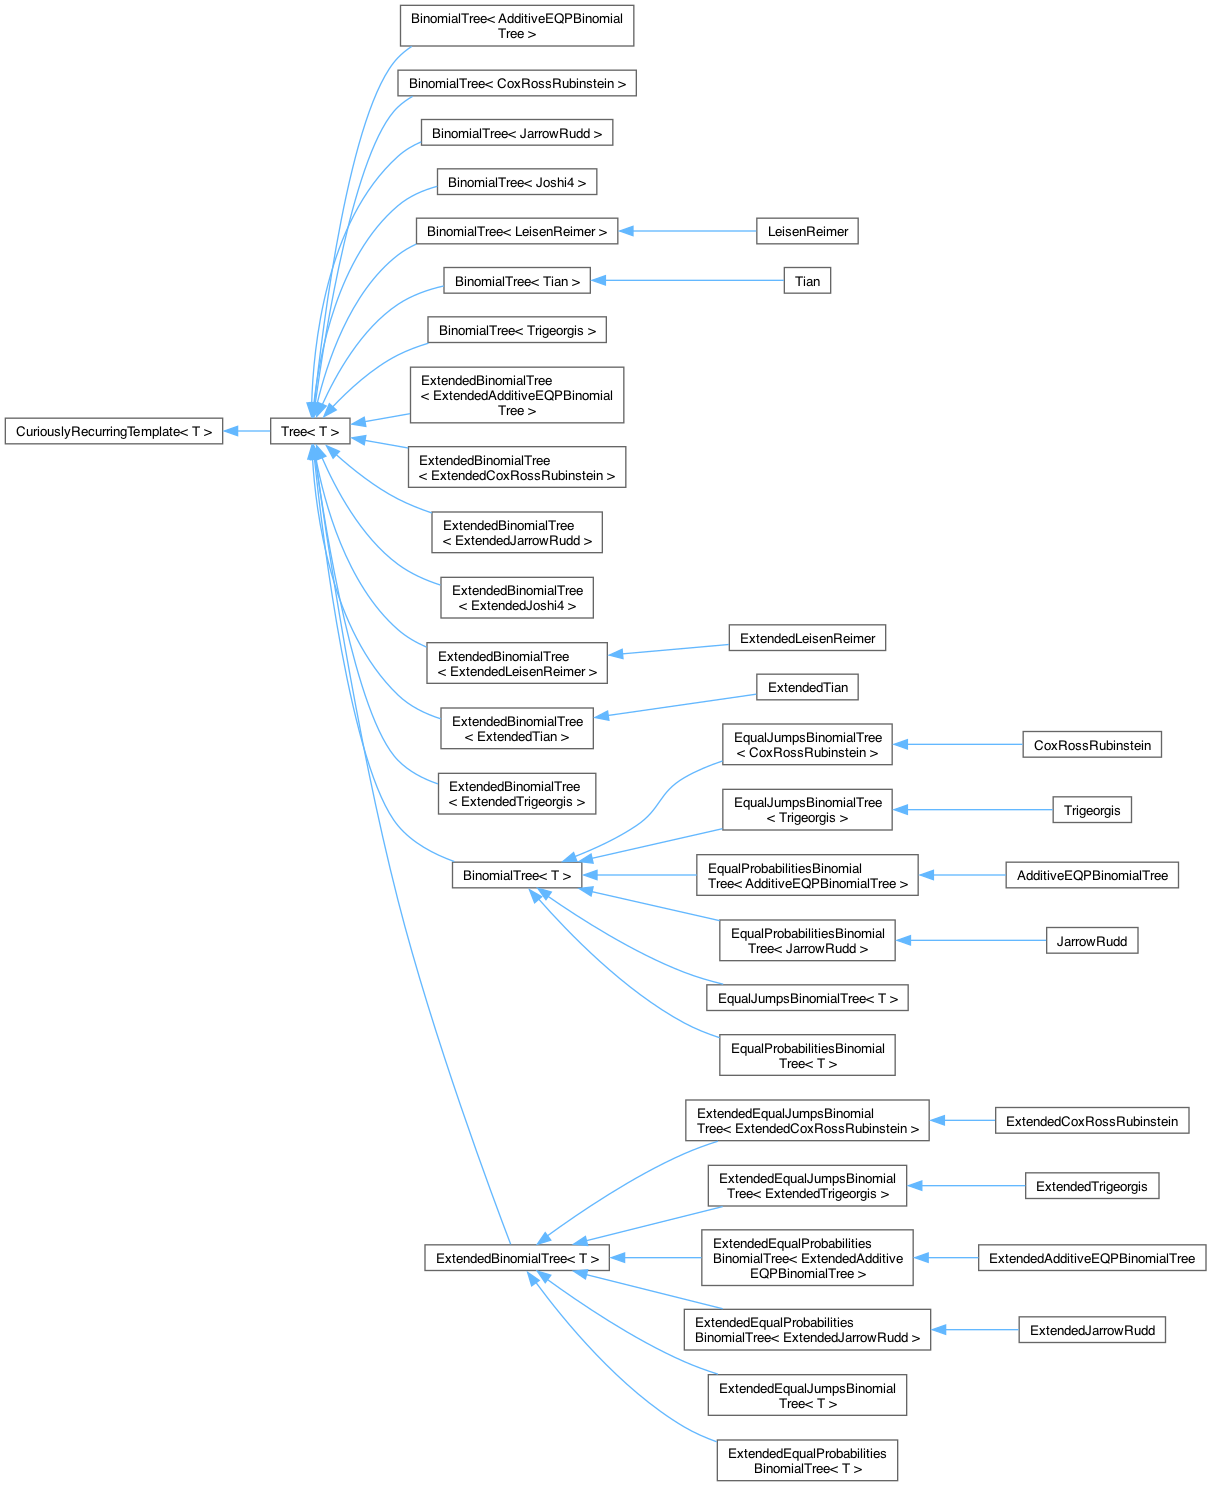 BinomialTree< AdditiveEQPBinomial
Tree >
BinomialTree< CoxRossRubinstein >
BinomialTree< JarrowRudd >
BinomialTree< Joshi4 >
BinomialTree< LeisenReimer >
LeisenReimer
BinomialTree< Tian >
Tian
BinomialTree< Trigeorgis >
ExtendedBinomialTree
< ExtendedAdditiveEQPBinomial
Tree >
CuriouslyRecurringTemplate< T >
Tree< T >
ExtendedBinomialTree
< ExtendedCoxRossRubinstein >
ExtendedBinomialTree
< ExtendedJarrowRudd >
ExtendedBinomialTree
< ExtendedJoshi4 >
ExtendedBinomialTree
< ExtendedLeisenReimer >
ExtendedLeisenReimer
ExtendedBinomialTree
< ExtendedTian >
ExtendedTian
ExtendedBinomialTree
< ExtendedTrigeorgis >
BinomialTree< T >
EqualJumpsBinomialTree
< CoxRossRubinstein >
CoxRossRubinstein
EqualJumpsBinomialTree
< Trigeorgis >
Trigeorgis
EqualProbabilitiesBinomial
Tree< AdditiveEQPBinomialTree >
AdditiveEQPBinomialTree
EqualProbabilitiesBinomial
Tree< JarrowRudd >
JarrowRudd
EqualJumpsBinomialTree< T >
EqualProbabilitiesBinomial
Tree< T >
ExtendedBinomialTree< T >
ExtendedEqualJumpsBinomial
Tree< ExtendedCoxRossRubinstein >
ExtendedCoxRossRubinstein
ExtendedEqualJumpsBinomial
Tree< ExtendedTrigeorgis >
ExtendedTrigeorgis
ExtendedEqualProbabilities
BinomialTree< ExtendedAdditive
EQPBinomialTree >
ExtendedAdditiveEQPBinomialTree
ExtendedEqualProbabilities
BinomialTree< ExtendedJarrowRudd >
ExtendedJarrowRudd
ExtendedEqualJumpsBinomial
Tree< T >
ExtendedEqualProbabilities
BinomialTree< T >